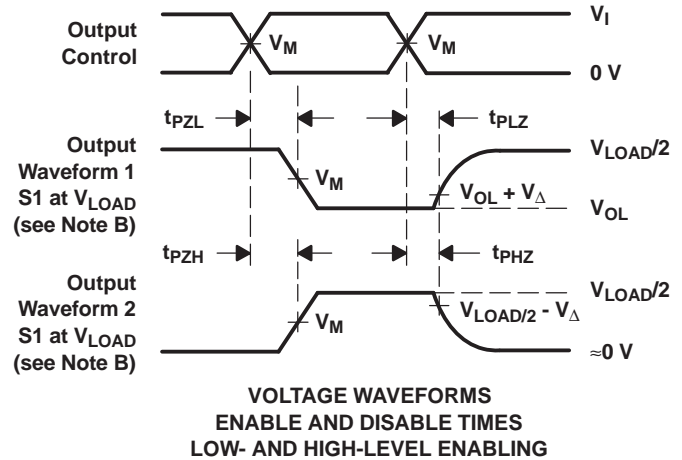 Output
Control
V_M
V_M
V_I
0 V
t_PZL
t_PLZ
Output
Waveform 1
S1 at V_LOAD
(see Note B)
V_M
V_OL + V_Δ
V_LOAD/2
V_OL
t_PZH
t_PHZ
Output
Waveform 2
S1 at V_LOAD
(see Note B)
V_M
V_LOAD/2 - V_Δ
V_LOAD/2
≈0 V
VOLTAGE WAVEFORMS
ENABLE AND DISABLE TIMES
LOW- AND HIGH-LEVEL ENABLING